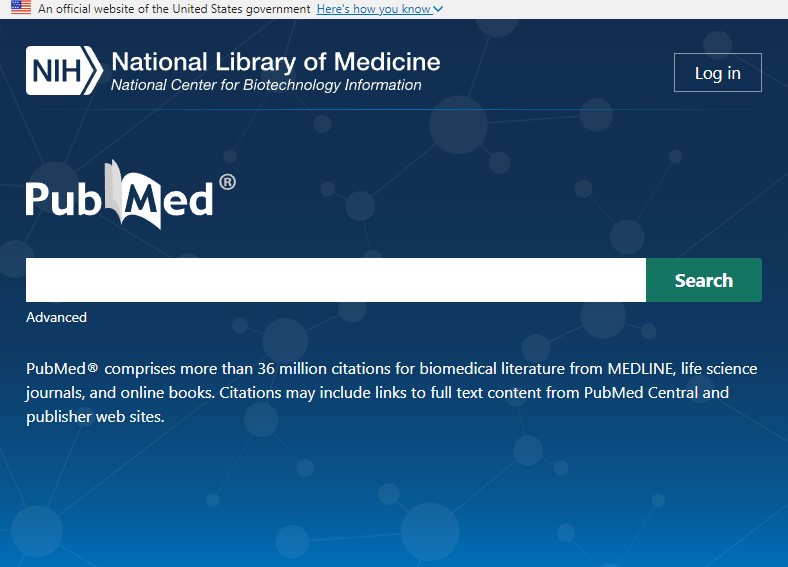 An official website of the United States government Here's how you know
NIH National Library of Medicine
National Center for Biotechnology Information
Log in
PubMed®
Search
Advanced
PubMed® comprises more than 36 million citations for biomedical literature from MEDLINE, life science
journals, and online books. Citations may include links to full text content from PubMed Central and
publisher web sites.